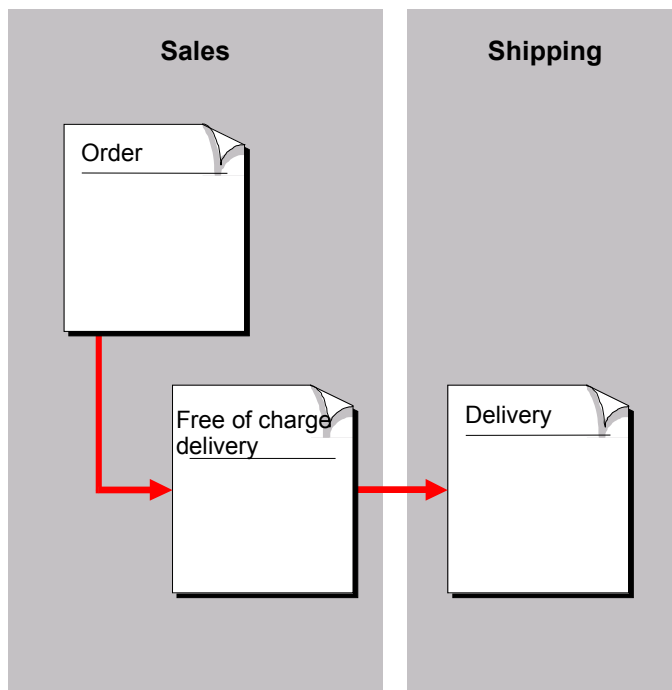 Sales
Shipping
Order
Free of charge
delivery
Delivery